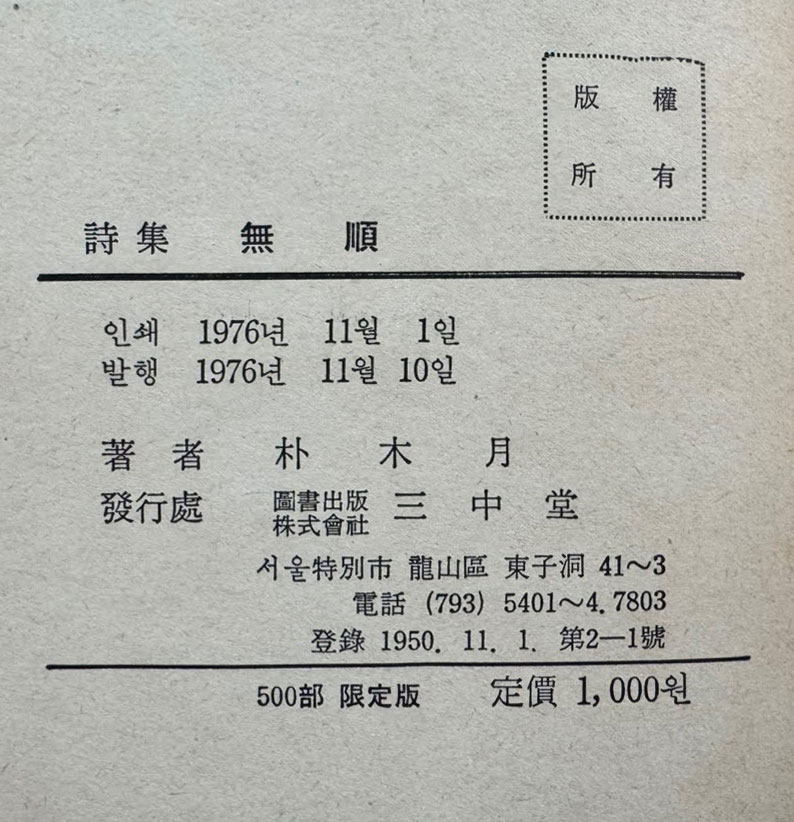 版權
所有
詩集 無順
인쇄 1976년 11월 1일
발행 1976년 11월 10일
著者 朴木月
發行處 圖書出版 株式會社 三中堂
서울特別市 龍山區 東子洞 41~3
電話 (793) 5401~4. 7803
登錄 1950. 11. 1. 第2—1號
500部 限定版 定價 1,000원